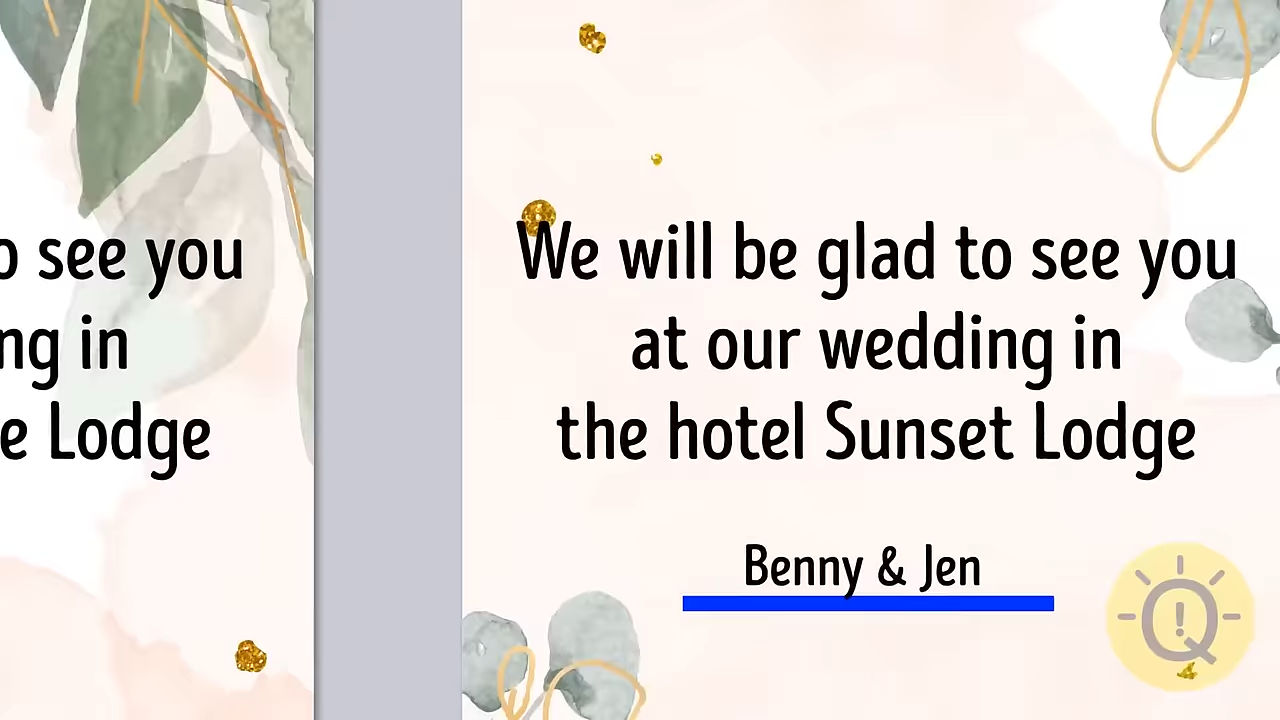 o see you
ng in
e Lodge
We will be glad to see you
at our wedding in
the hotel Sunset Lodge
Benny & Jen
Q!